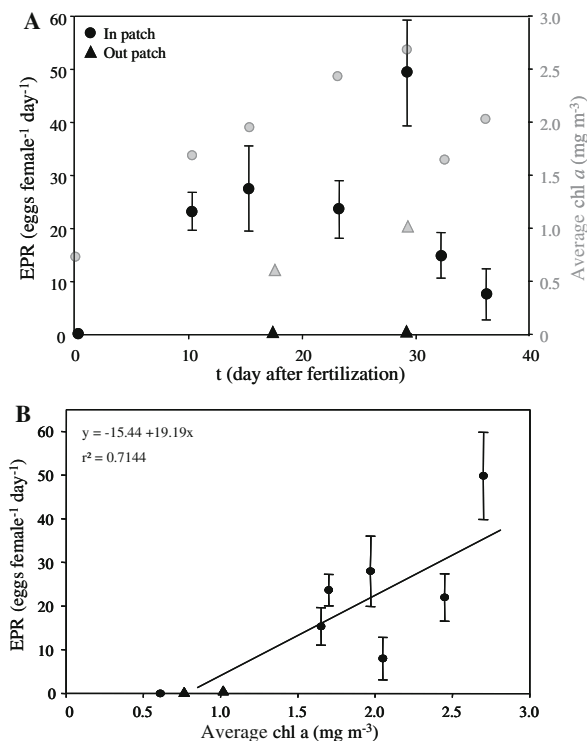 A
In patch
Out patch
EPR (eggs female⁻¹ day⁻¹)
60
50
40
30
20
10
0
3.0
2.5
2.0
1.5
1.0
0.5
0
Average chl a (mg m⁻³)
0 10 20 30 40
t (day after fertilization)
B
y = -15.44 +19.19x
r² = 0.7144
EPR (eggs female⁻¹ day⁻¹)
60
50
40
30
20
10
0
0 0.5 1.0 1.5 2.0 2.5 3.0
Average chl a (mg m⁻³)